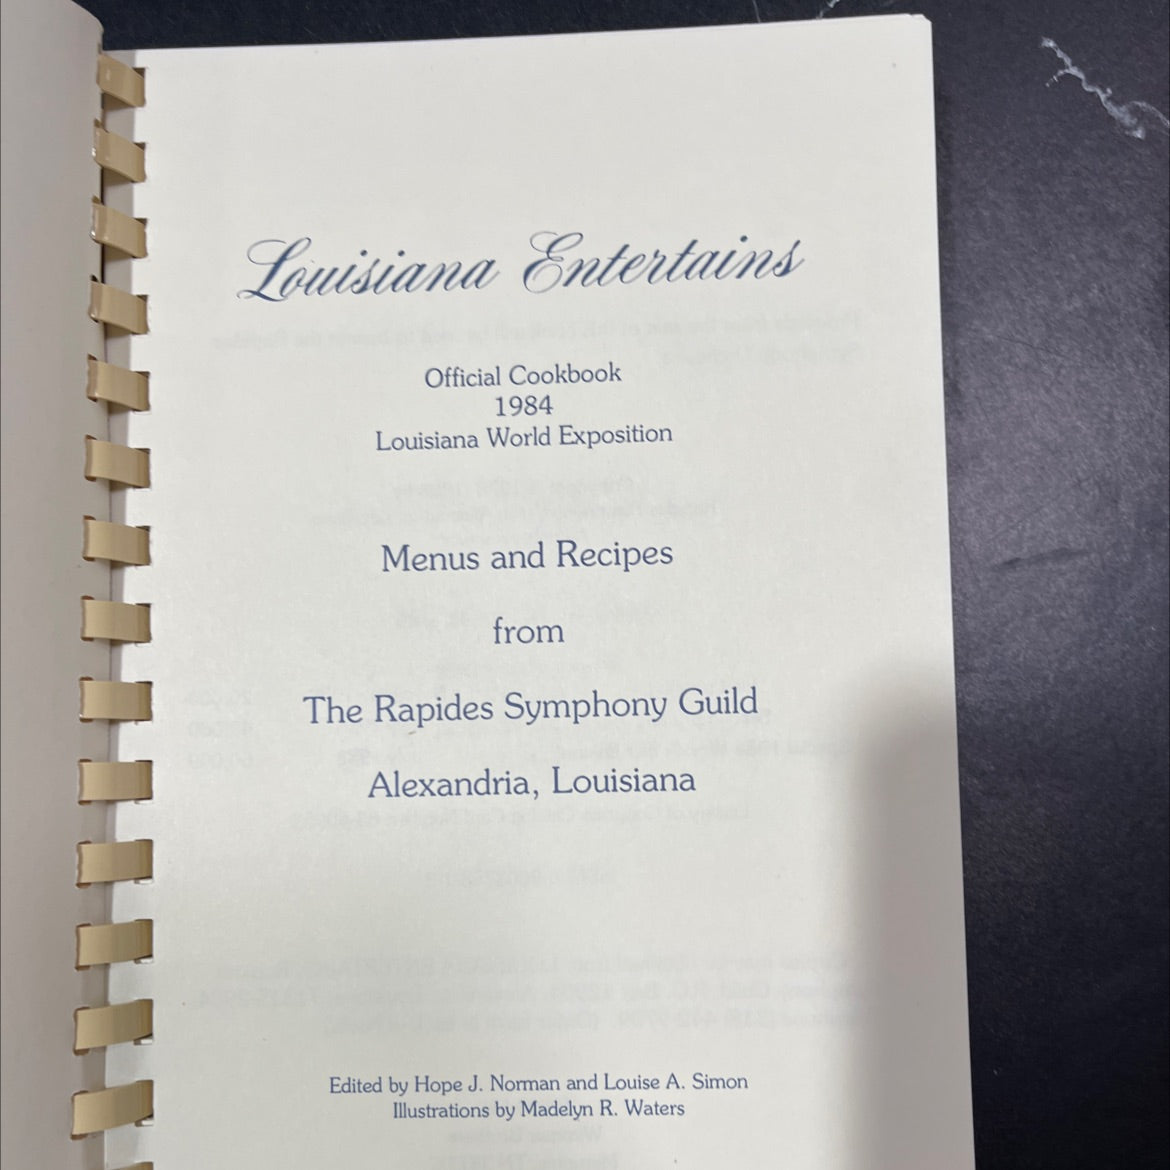 Louisiana Entertains
Official Cookbook
1984
Louisiana World Exposition
Menus and Recipes
from
The Rapides Symphony Guild
Alexandria, Louisiana
Edited by Hope J. Norman and Louise A. Simon
Illustrations by Madelyn R. Waters